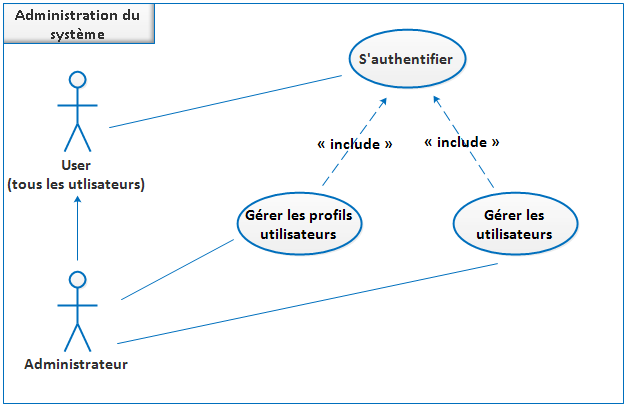 Administration du
système
S'authentifier
« include »
« include »
User
(tous les utlisateurs)
Gérer les profils
utilisateurs
Gérer les
utilisateurs
Administrateur